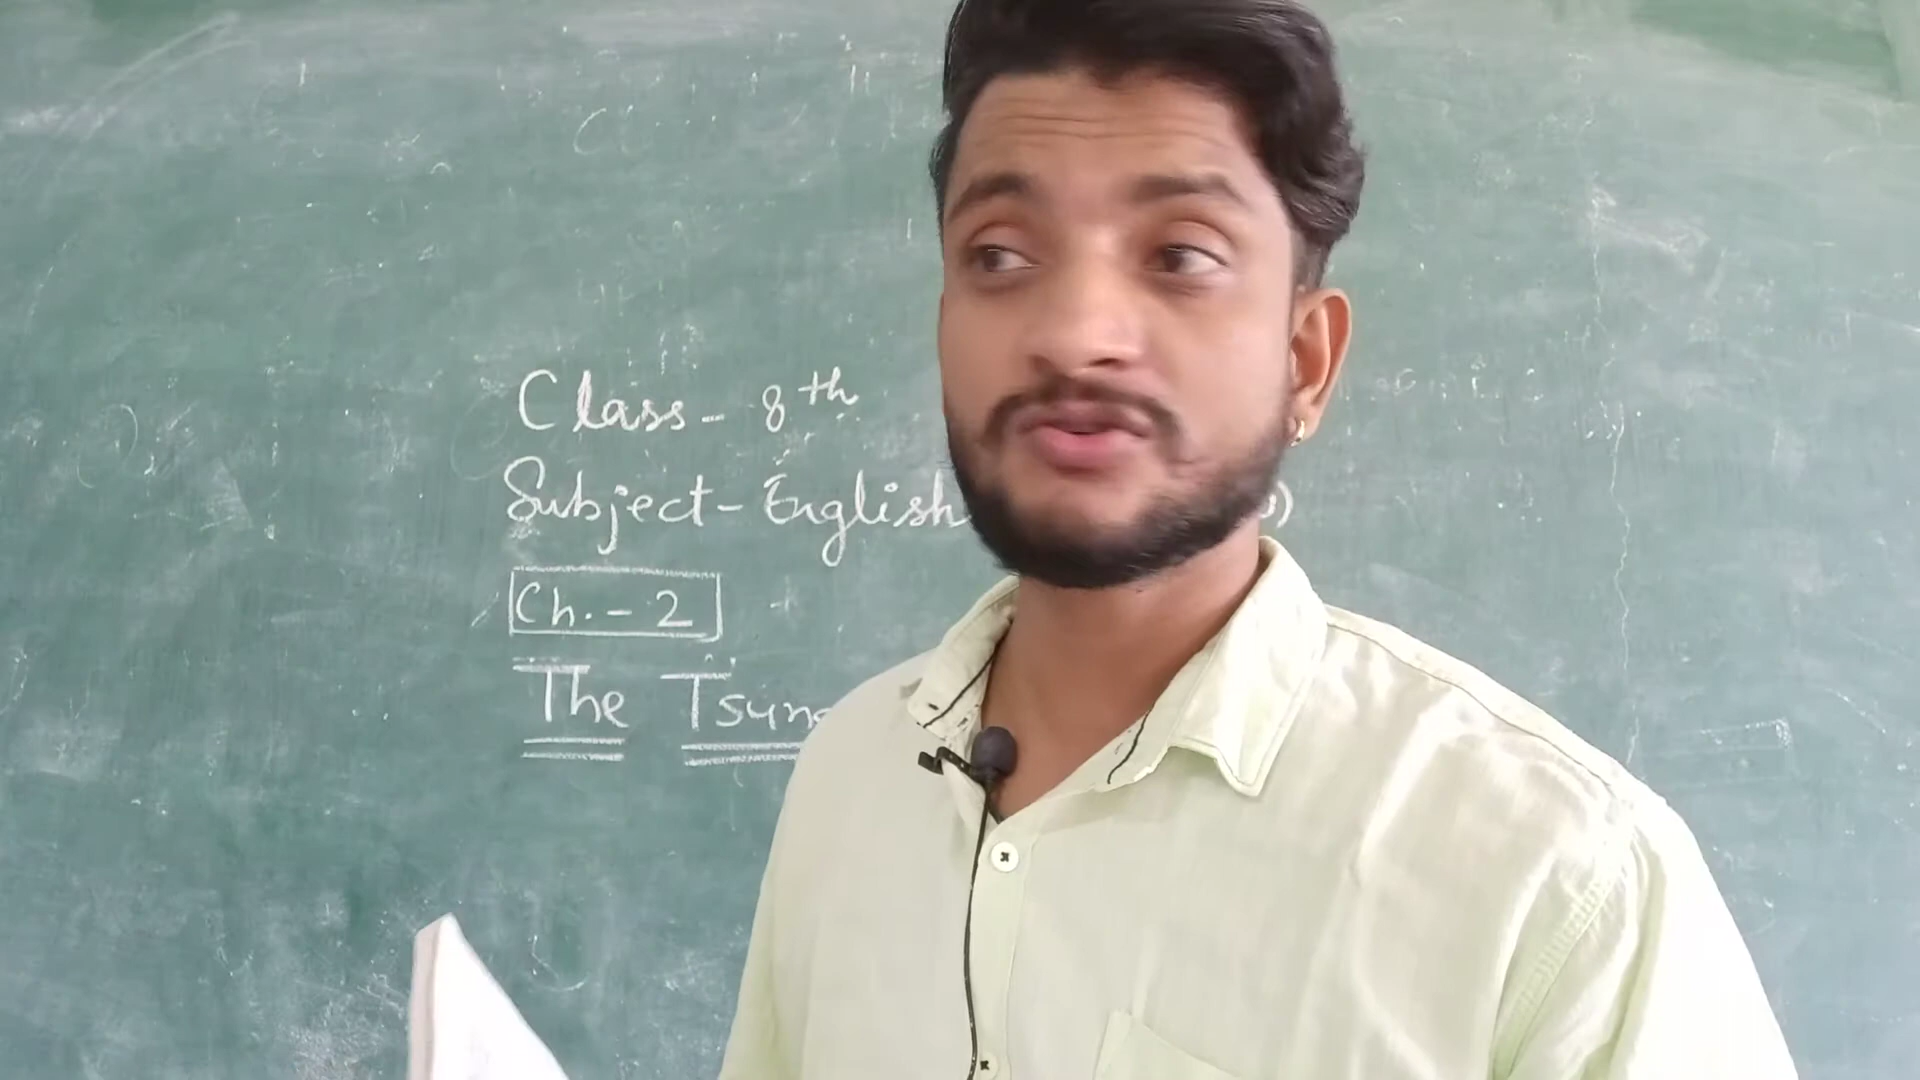 Class - 8th
Subject - English
Ch. - 2
The